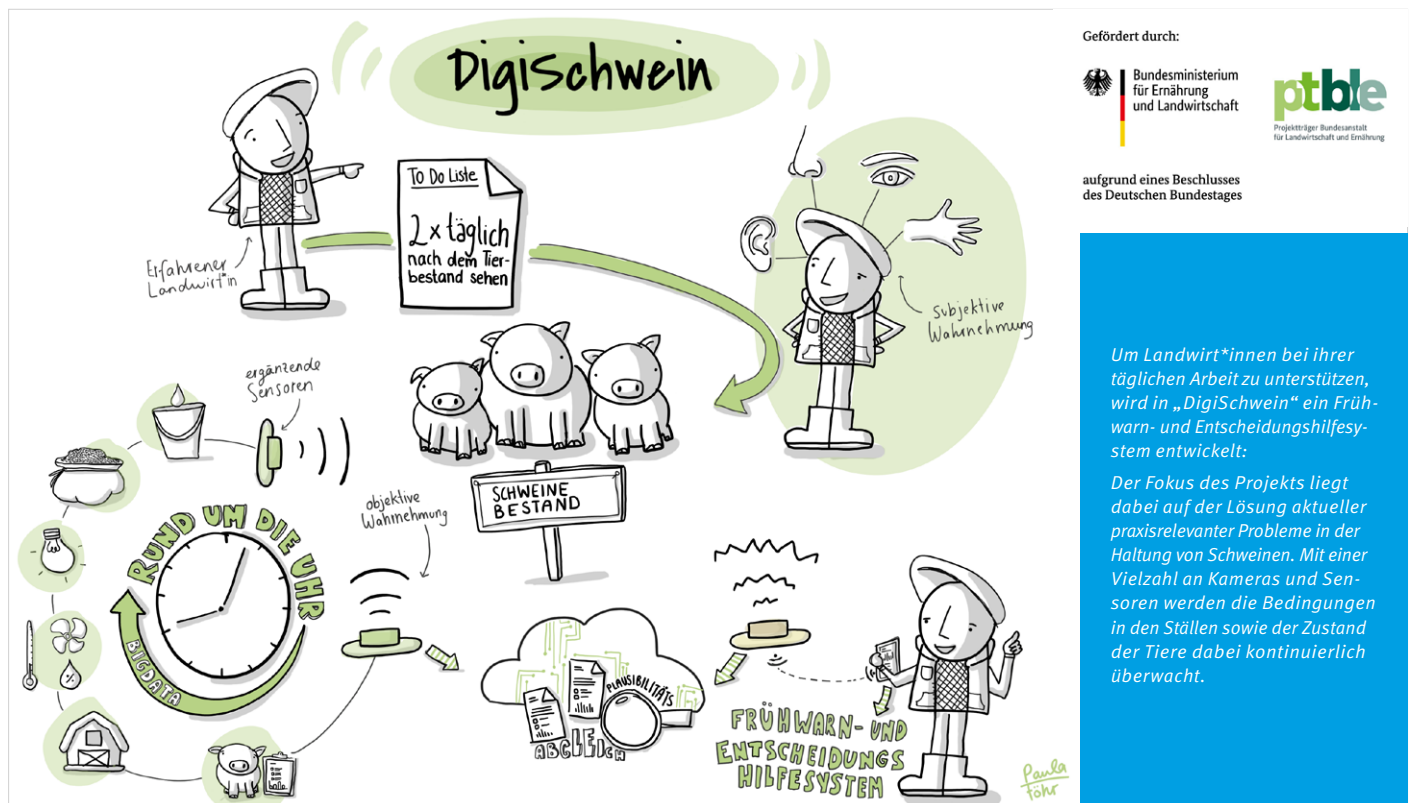 DigiSchwein
To Do Liste
2 x täglich
nach dem Tier-
bestand sehen
Erfahrener
Landwirt*in
Subjektive
Wahrnehmung
ergänzende
Sensoren
SCHWEINE
BESTAND
objektive
Wahrnehmung
RUND UM DIE UHR
BIGDATA
%
PLAUSIBILITÄTS
ABGLEICH
FRÜHWARN- UND
ENTSCHEIDUNGS
HILFESYSTEM
Paula
Föhr
Gefördert durch:
Bundesministerium
für Ernährung
und Landwirtschaft
ptble
Projektträger Bundesanstalt
für Landwirtschaft und Ernährung
aufgrund eines Beschlusses
des Deutschen Bundestages
Um Landwirt*innen bei ihrer
täglichen Arbeit zu unterstützen,
wird in „DigiSchwein“ ein Früh-
warn- und Entscheidungshilfesy-
stem entwickelt:
Der Fokus des Projekts liegt
dabei auf der Lösung aktueller
praxisrelevanter Probleme in der
Haltung von Schweinen. Mit einer
Vielzahl an Kameras und Sen-
soren werden die Bedingungen
in den Ställen sowie der Zustand
der Tiere dabei kontinuierlich
überwacht.